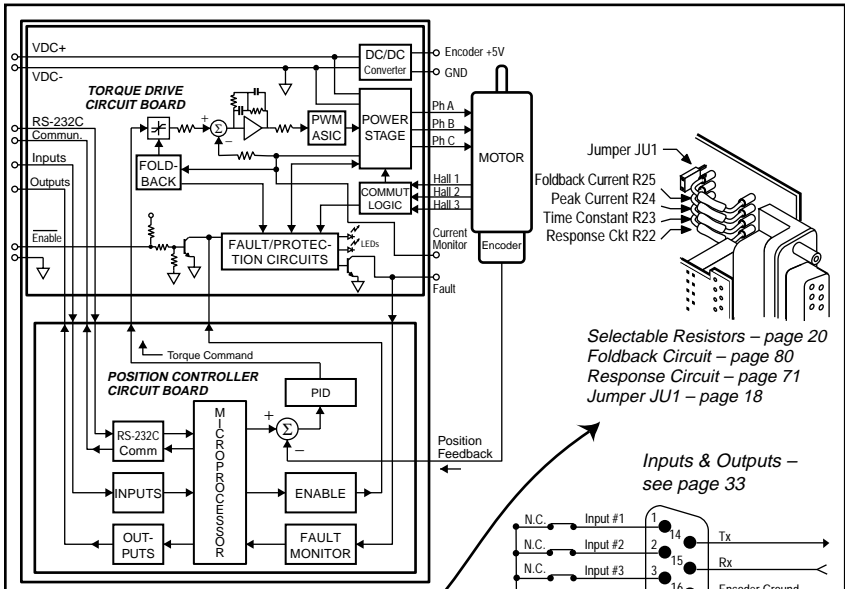 VDC+
VDC-
DC/DC
Converter
Encoder +5V
GND
TORQUE DRIVE
CIRCUIT BOARD
RS-232C
Commun.
Inputs
Outputs
Enable
+
Σ
−
PWM
ASIC
POWER
STAGE
Ph A
Ph B
Ph C
MOTOR
FOLD-
BACK
COMMUT
LOGIC
Hall 1
Hall 2
Hall 3
Encoder
FAULT/PROTEC-
TION CIRCUITS
LEDs
Current
Monitor
Fault
Jumper JU1
Foldback Current R25
Peak Current R24
Time Constant R23
Response Ckt R22
Selectable Resistors – page 20
Foldback Circuit – page 80
Response Circuit – page 71
Jumper JU1 – page 18
Torque Command
POSITION CONTROLLER
CIRCUIT BOARD
PID
MICROPROCESSOR
+
Σ
−
RS-232C
Comm
INPUTS
OUT-
PUTS
ENABLE
FAULT
MONITOR
Position
Feedback
Inputs & Outputs –
see page 33
N.C. Input #1 1
14 Tx
N.C. Input #2 2
15 Rx
N.C. Input #3 3
16 Encoder Ground